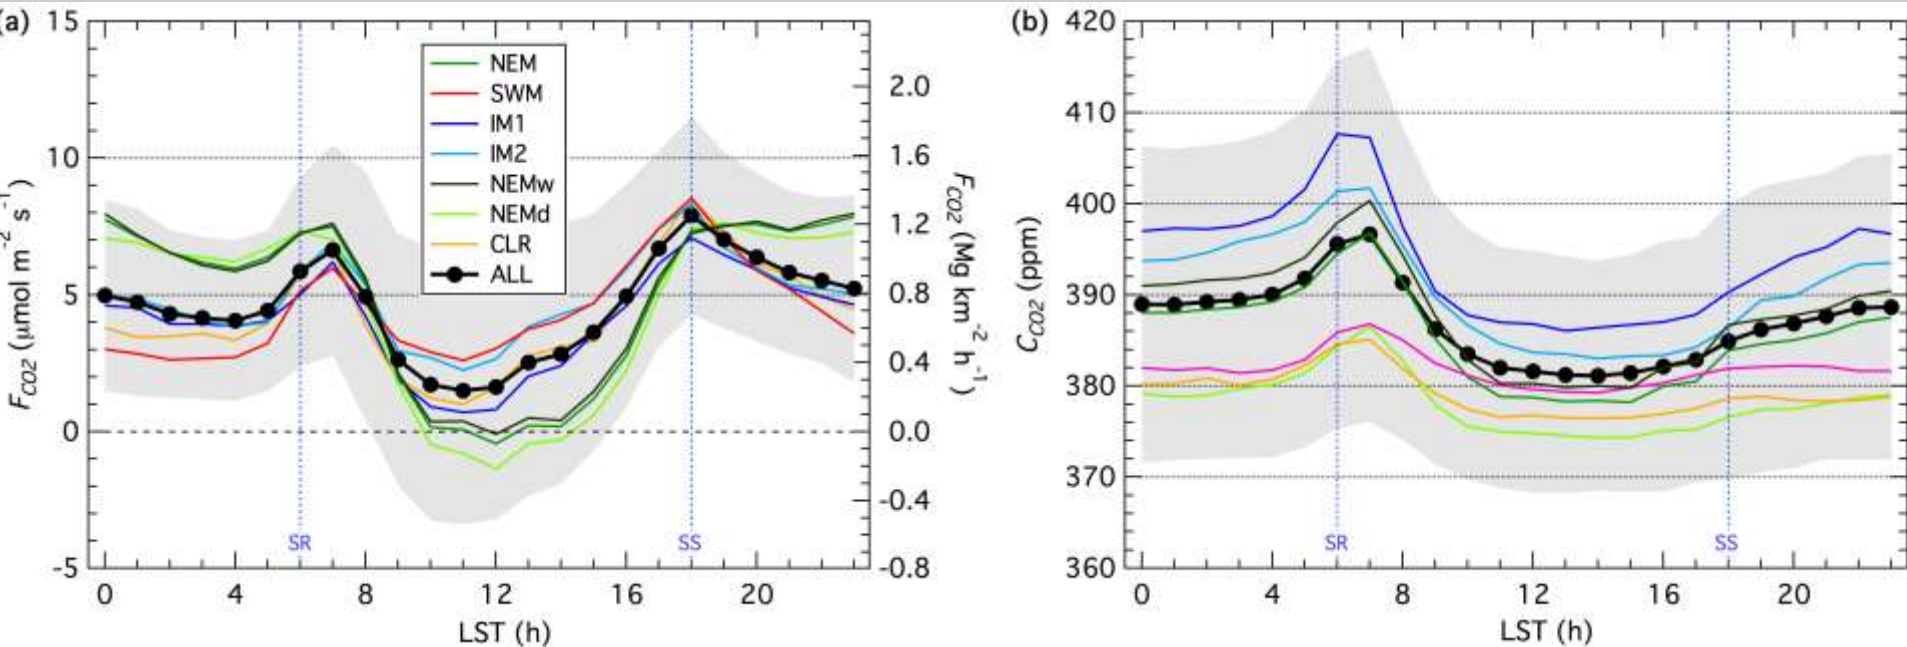 (a)
15
10
5
0
-5
F_CO2 (μmol m⁻² s⁻¹)
NEM
SWM
IM1
IM2
NEMw
NEMd
CLR
ALL
SR
SS
2.0
1.6
1.2
0.8
0.4
0.0
-0.4
-0.8
F_CO2 (Mg km⁻² h⁻¹)
0 4 8 12 16 20
LST (h)
(b)
420
410
400
390
380
370
360
C_CO2 (ppm)
SR
SS
0 4 8 12 16 20
LST (h)